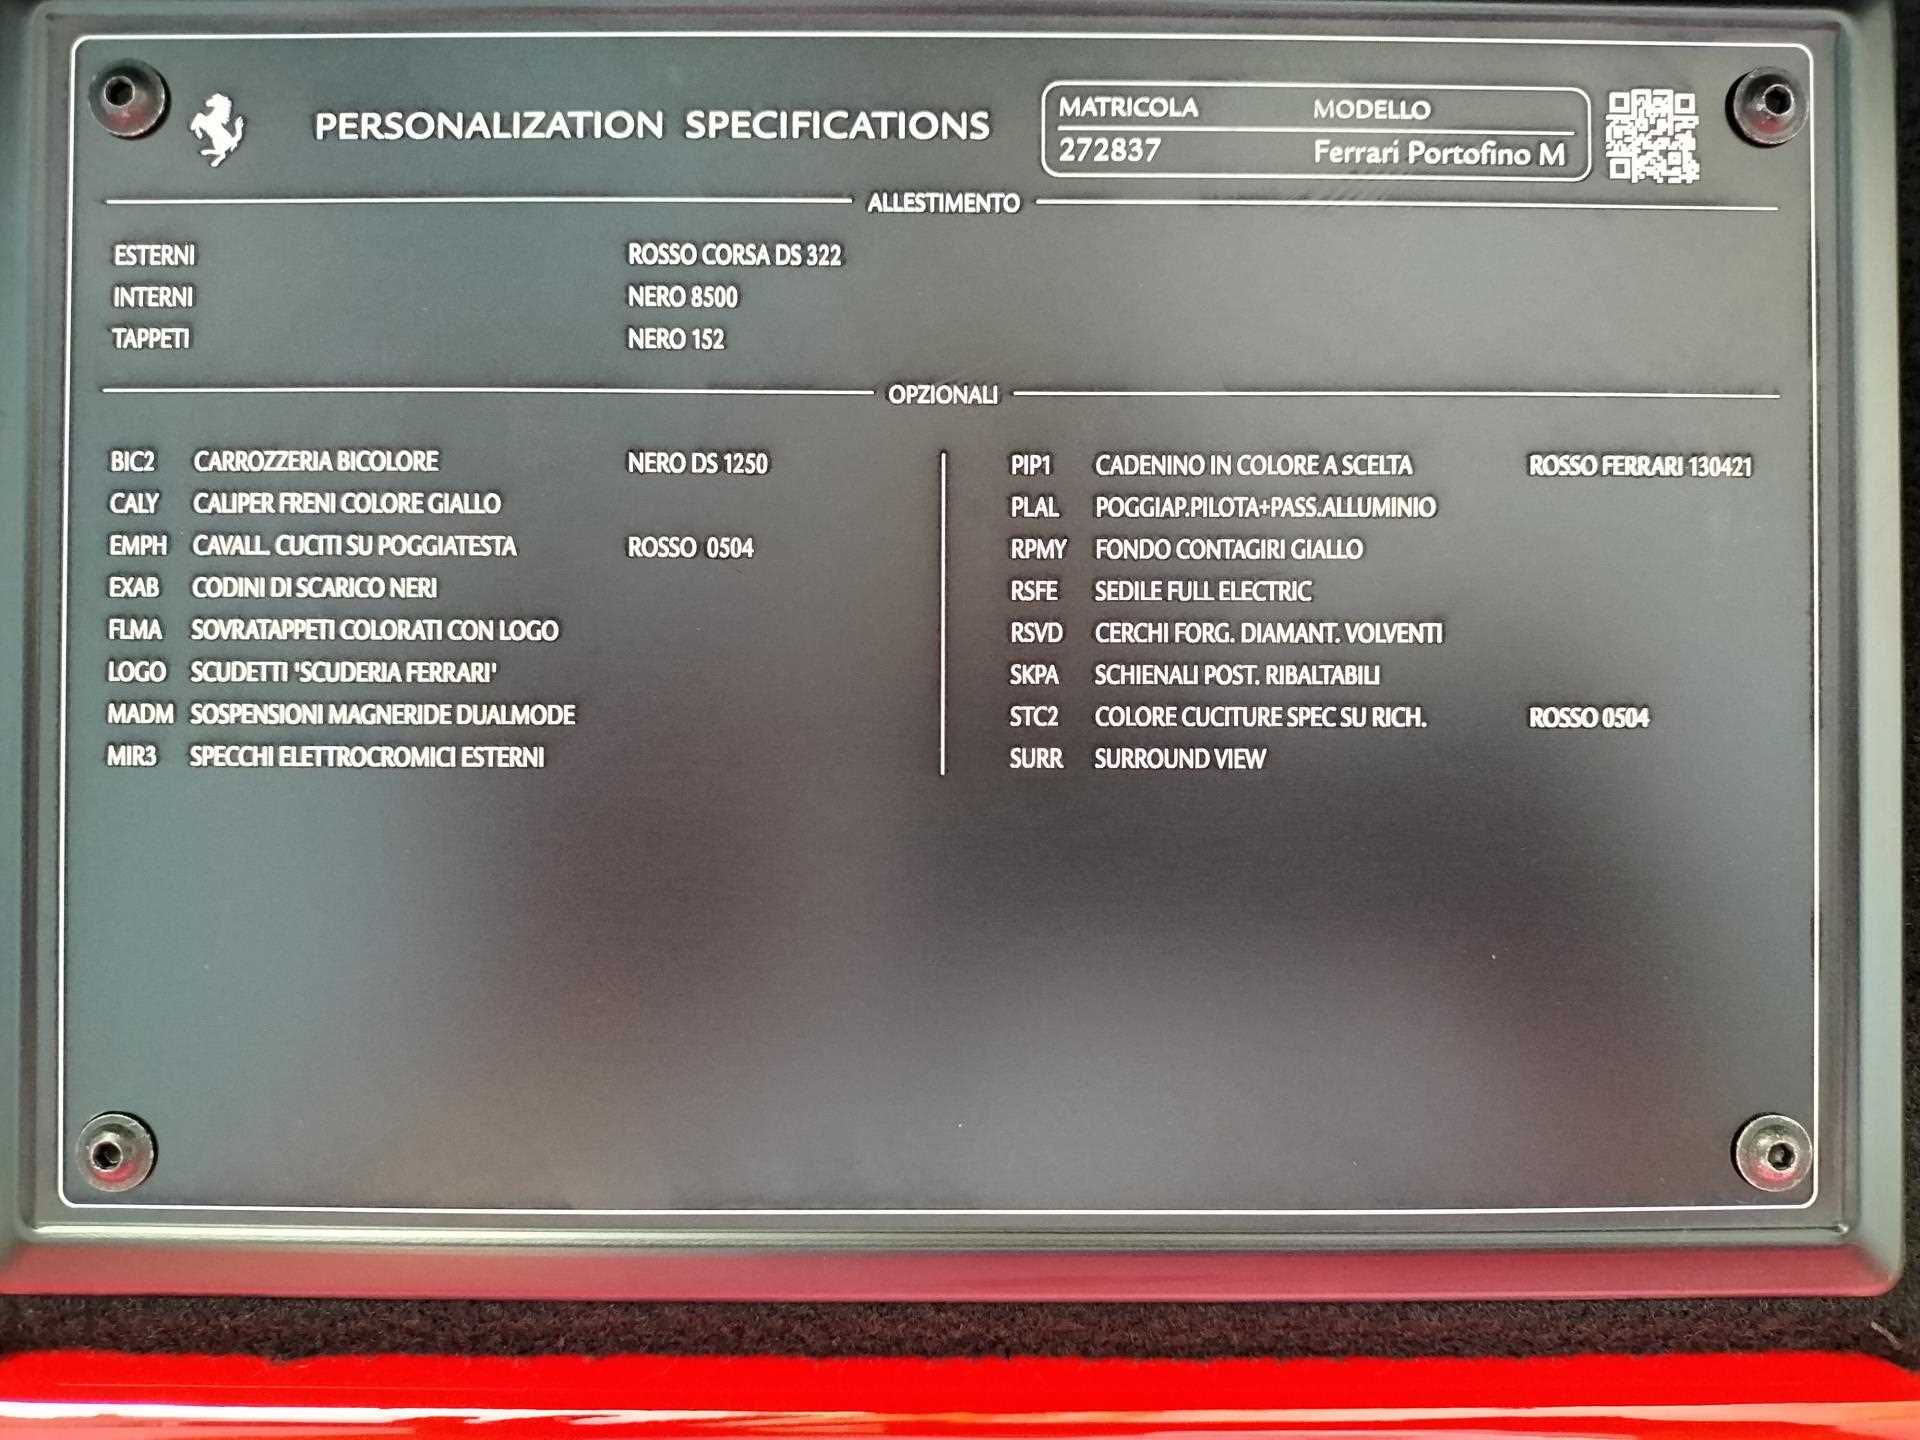 PERSONALIZATION SPECIFICATIONS
MATRICOLA MODELLO
272837 Ferrari Portofino M
ALLESTIMENTO
ESTERNI ROSSO CORSA DS 322
INTERNI NERO 8500
TAPPETI NERO 152
OPZIONALI
BIC2 CARROZZERIA BICOLORE NERO DS 1250
CALY CALIPER FRENI COLORE GIALLO
EMPH CAVALL. CUCITI SU POGGIATESTA ROSSO 0504
EXAB CODINI DI SCARICO NERI
FLMA SOVRATAPPETI COLORATI CON LOGO
LOGO SCUDETTI 'SCUDERIA FERRARI'
MADM SOSPENSIONI MAGNERIDE DUALMODE
MIR3 SPECCHI ELETTROCROMICI ESTERNI
PIP1 CADENINO IN COLORE A SCELTA ROSSO FERRARI 130421
PLAL POGGIAP.PILOTA+PASS.ALLUMINIO
RPMY FONDO CONTAGIRI GIALLO
RSFE SEDILE FULL ELECTRIC
RSVD CERCHI FORG. DIAMANT. VOLVENTI
SKPA SCHIENALI POST. RIBALTABILI
STC2 COLORE CUCITURE SPEC SU RICH. ROSSO 0504
SURR SURROUND VIEW